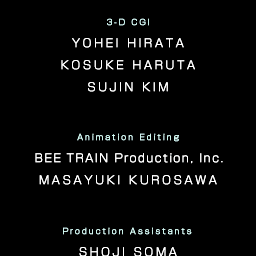 3-D CGI
YOHEI HIRATA
KOSUKE HARUTA
SUJIN KIM
Animation Editing
BEE TRAIN Production, Inc.
MASAYUKI KUROSAWA
Production Assistants
SHOJI SOMA